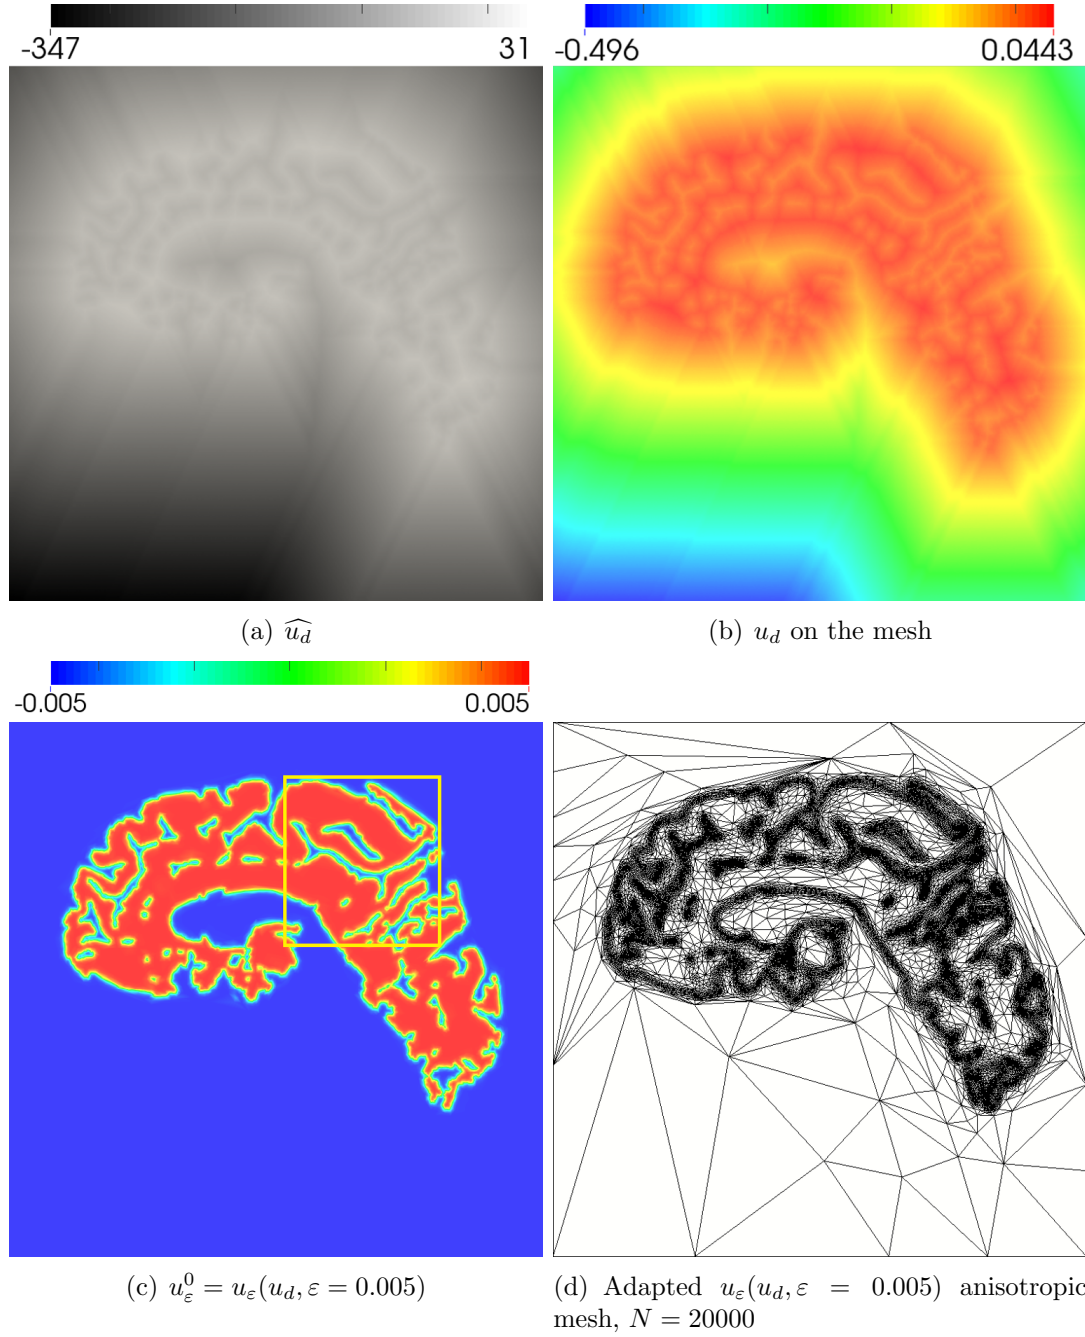 -347 31
-0.496 0.0443
(a) $\widehat{u_d}$
(b) $u_d$ on the mesh
-0.005 0.005
(c) $u_\varepsilon^0 = u_\varepsilon(u_d, \varepsilon = 0.005)$
(d) Adapted $u_\varepsilon(u_d, \varepsilon = 0.005)$ anisotropic
mesh, $N = 20000$